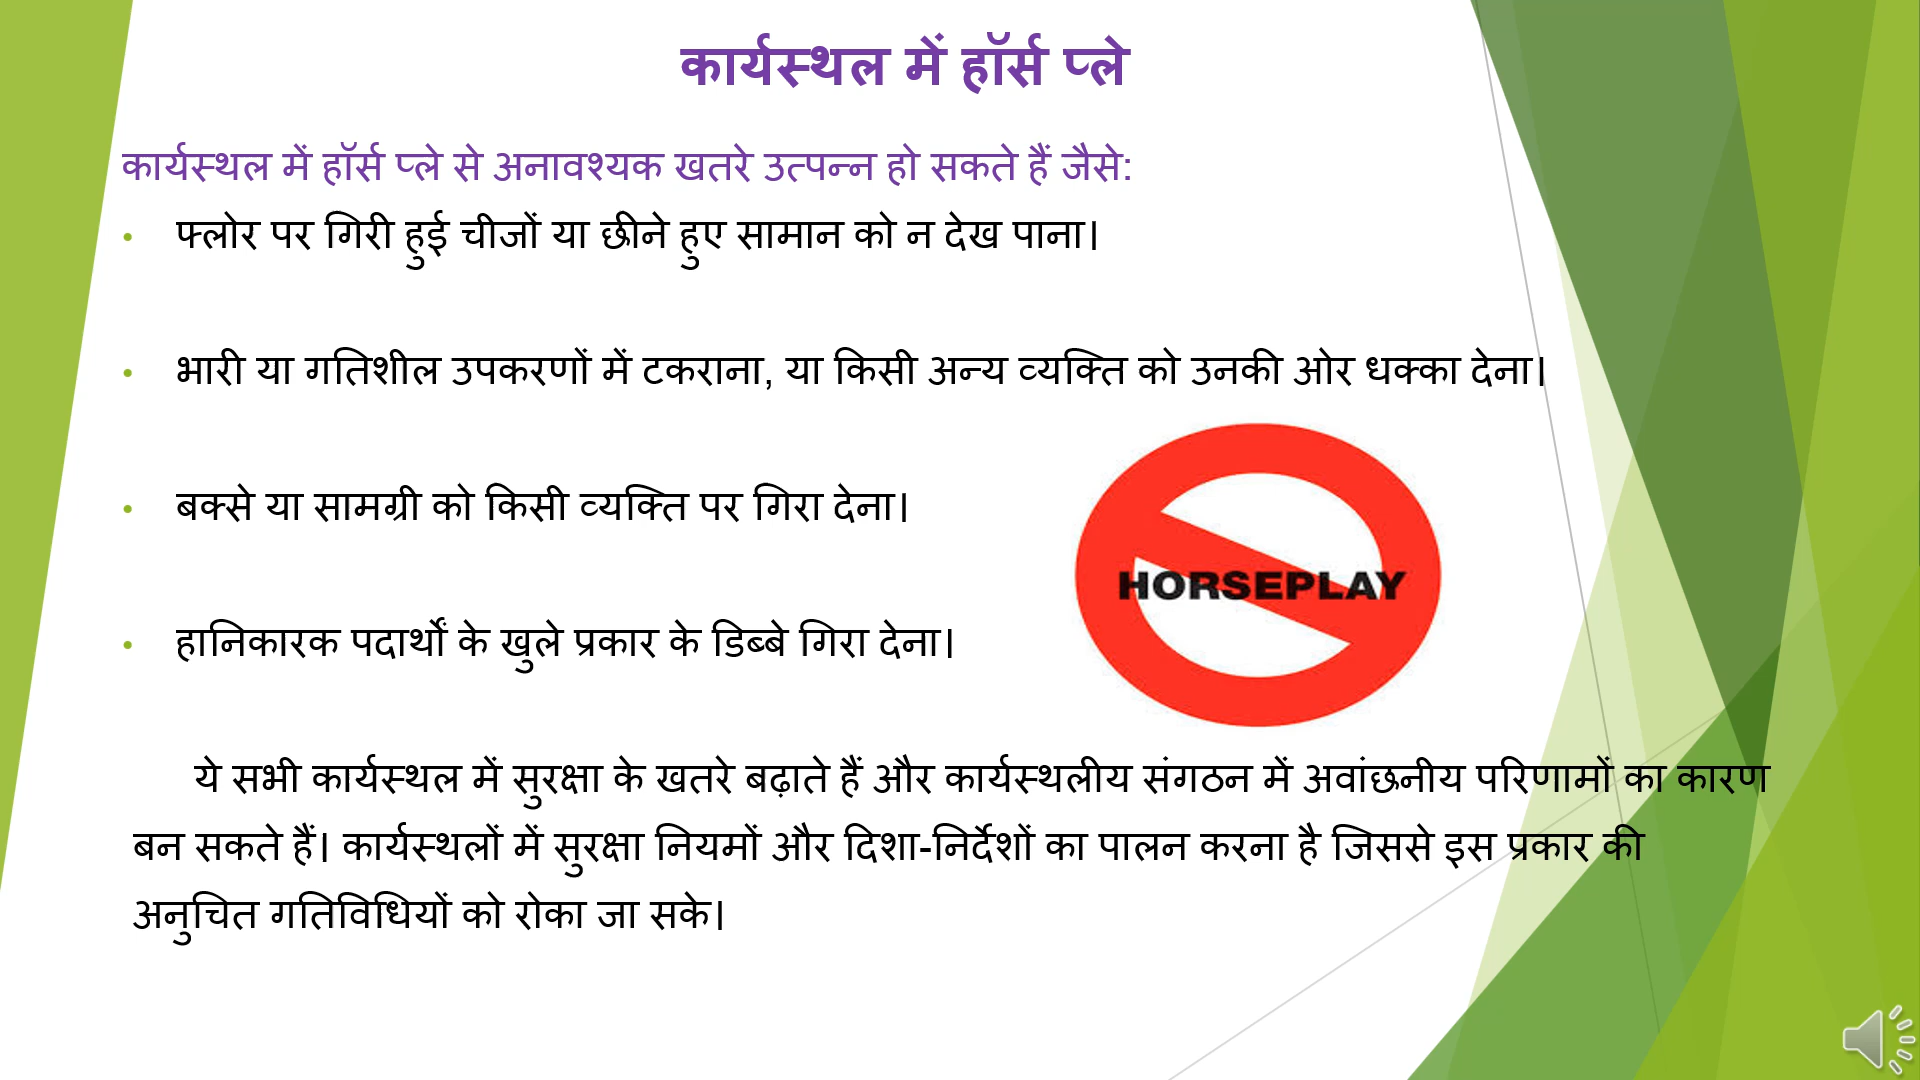 कार्यस्थल में हॉर्स प्ले
कार्यस्थल में हॉर्स प्ले से अनावश्यक खतरे उत्पन्न हो सकते हैं जैसे:
• फ्लोर पर गिरी हुई चीजों या छीने हुए सामान को न देख पाना।
• भारी या गतिशील उपकरणों में टकराना, या किसी अन्य व्यक्ति को उनकी ओर धक्का देना।
• बक्से या सामग्री को किसी व्यक्ति पर गिरा देना।
HORSEPLAY
• हानिकारक पदार्थों के खुले प्रकार के डिब्बे गिरा देना।
ये सभी कार्यस्थल में सुरक्षा के खतरे बढ़ाते हैं और कार्यस्थलीय संगठन में अवांछनीय परिणामों का कारण
बन सकते हैं। कार्यस्थलों में सुरक्षा नियमों और दिशा-निर्देशों का पालन करना है जिससे इस प्रकार की
अनुचित गतिविधियों को रोका जा सके।